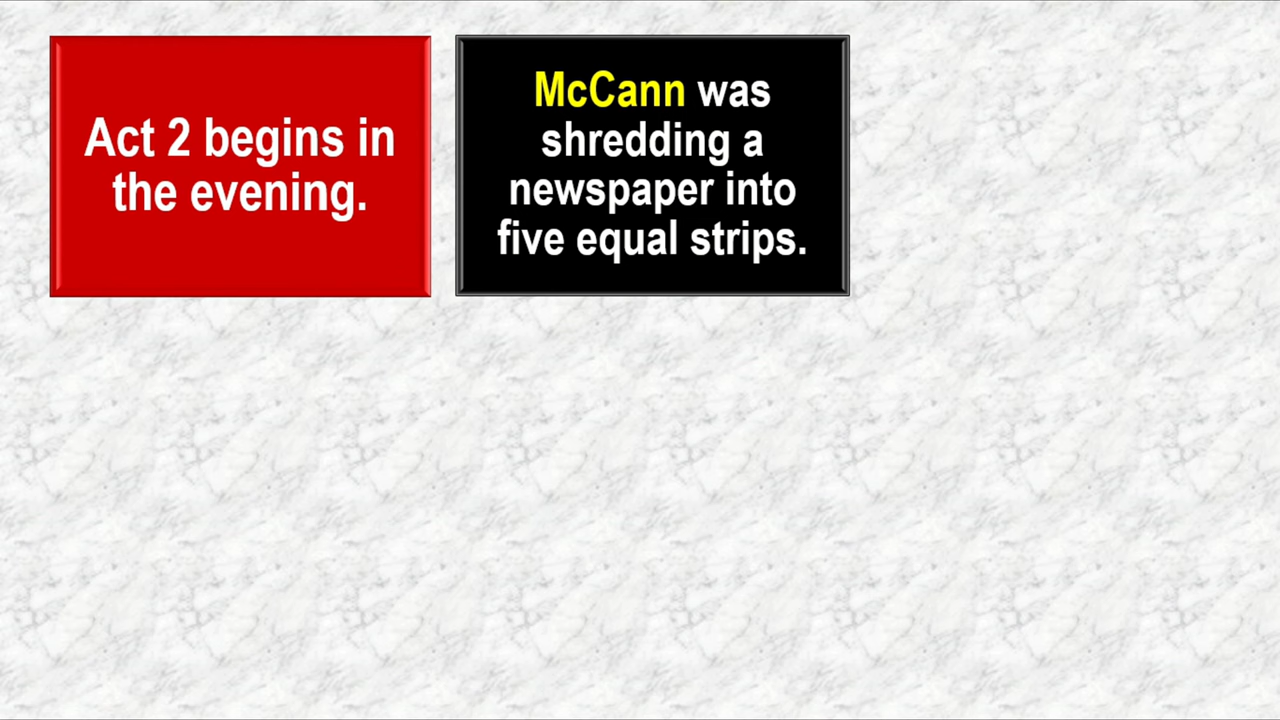 Act 2 begins in
the evening.
McCann was
shredding a
newspaper into
five equal strips.